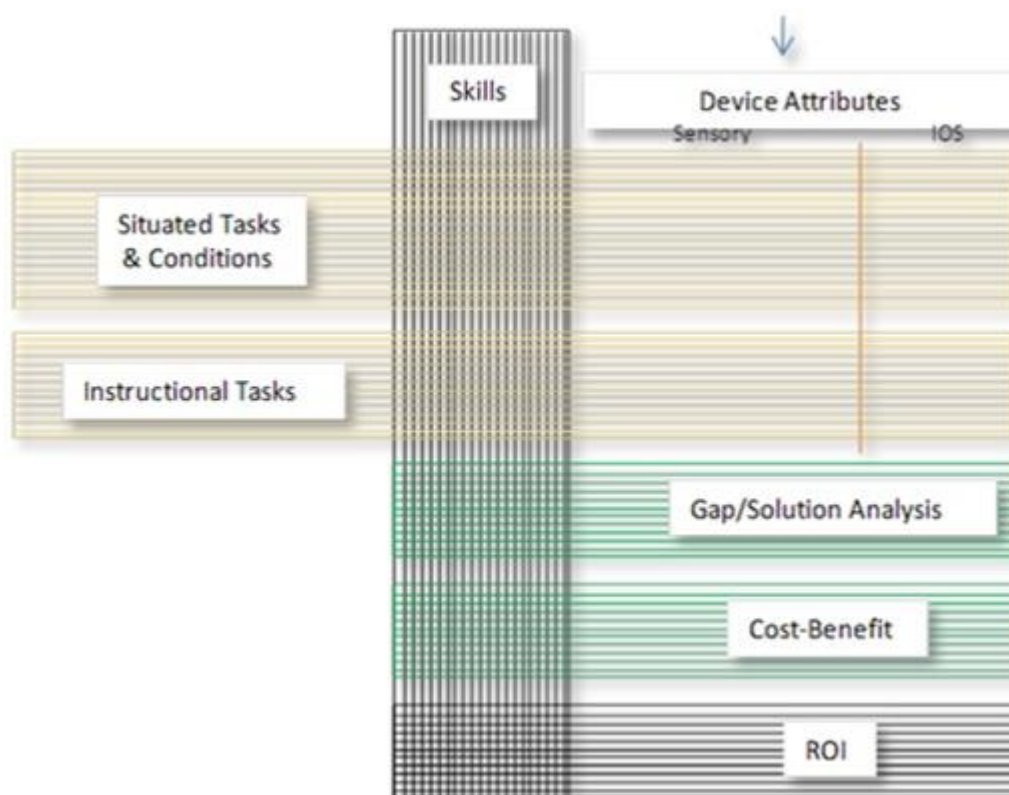 Skills
Device Attributes
Sensory IOS
Situated Tasks
& Conditions
Instructional Tasks
Gap/Solution Analysis
Cost-Benefit
ROI